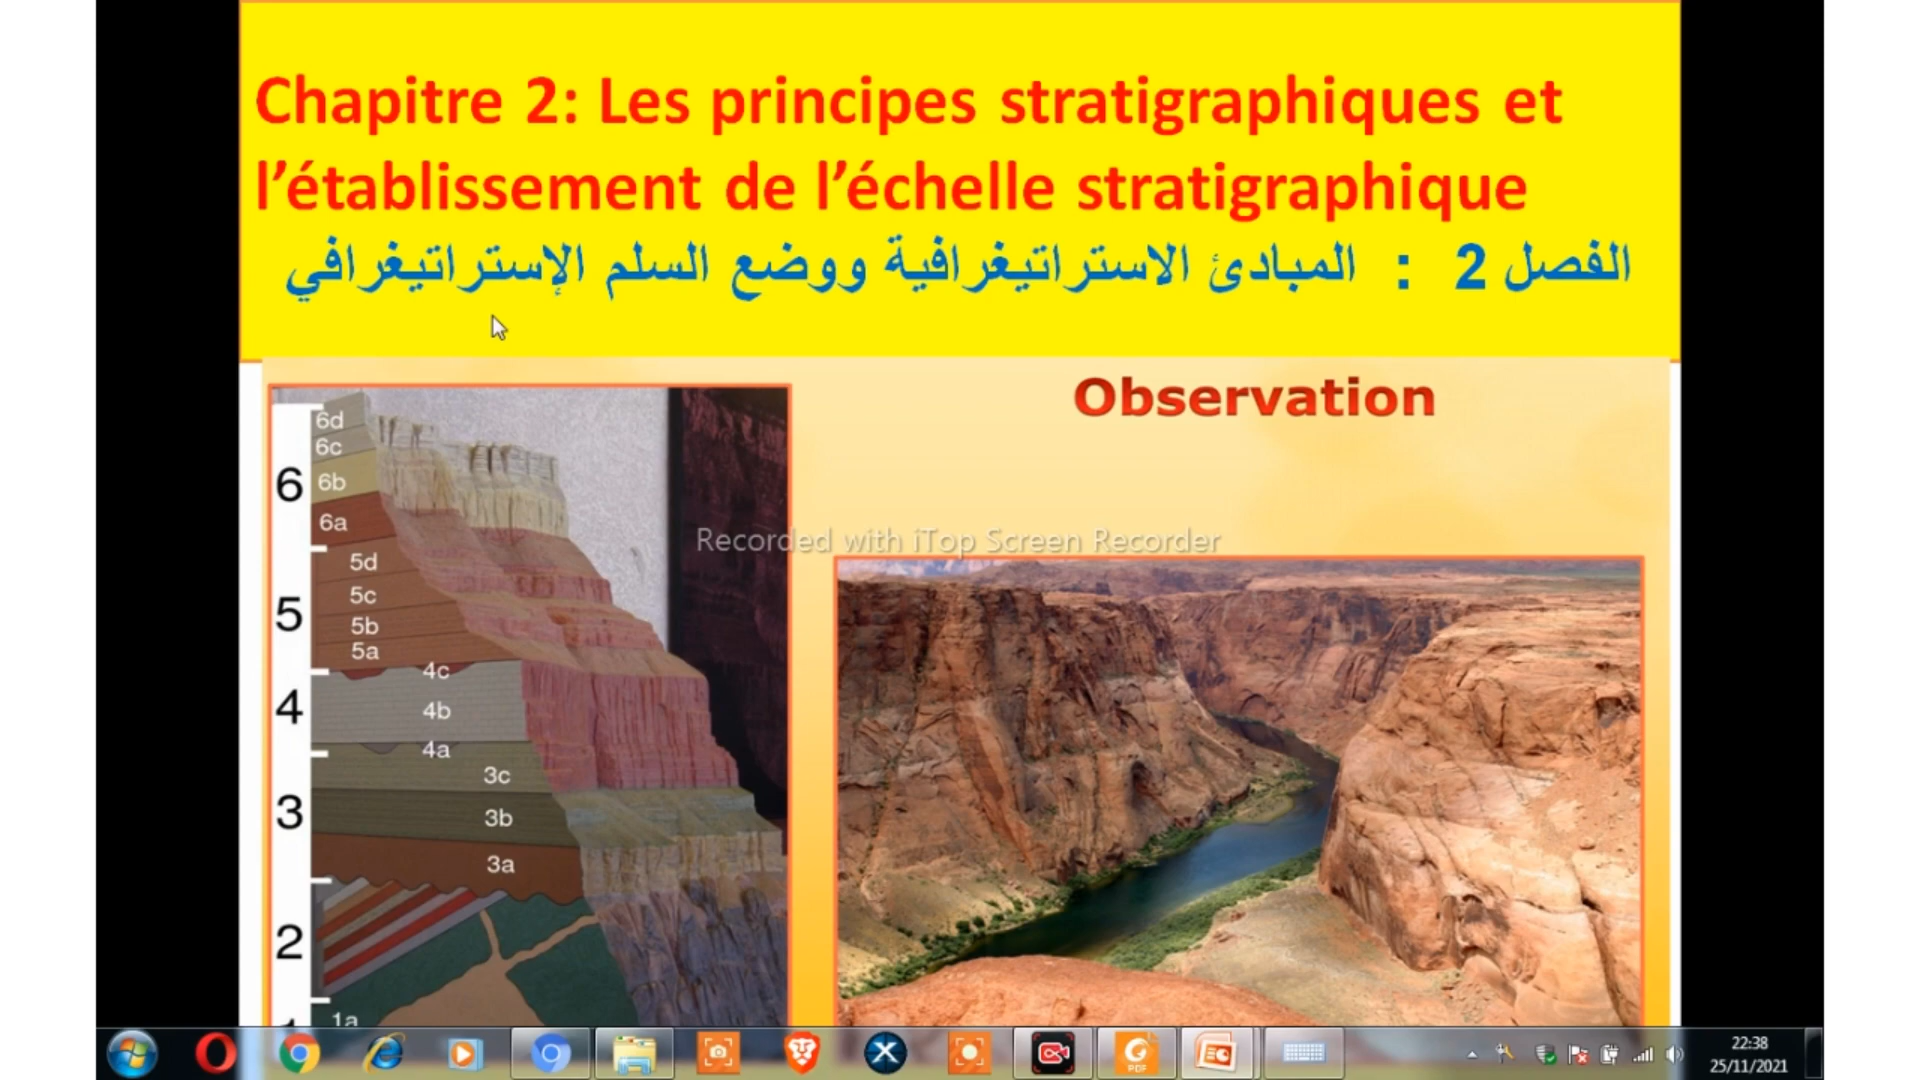 Chapitre 2: Les principes stratigraphiques et
l’établissement de l’échelle stratigraphique
الفصل 2 : المبادئ الاستراتيغرافية ووضع السلم الإستراتيغرافي
Observation
6d
6c
6
6b
6a
5d
5c
5
5b
5a
4c
4
4b
4a
3c
3
3b
3a
2
1a
Recorded with iTop Screen Recorder
PDF
22:38
25/11/2021